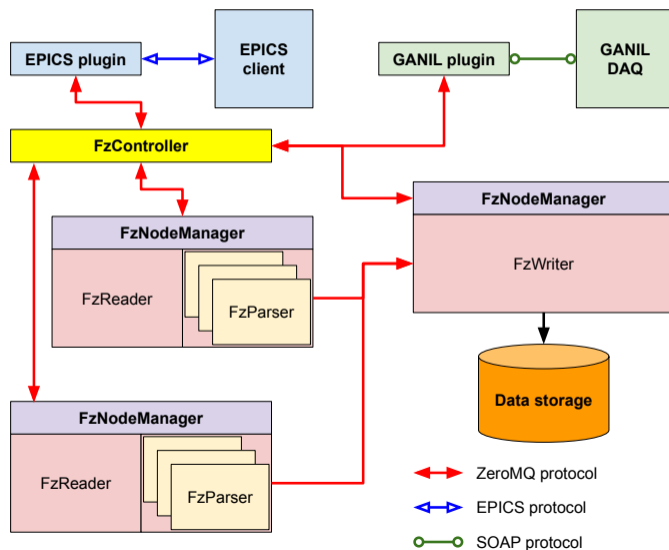 EPICS plugin
EPICS
client
GANIL plugin
GANIL
DAQ
FzController
FzNodeManager
FzReader
FzParser
FzNodeManager
FzWriter
Data storage
FzNodeManager
FzReader
FzParser
ZeroMQ protocol
EPICS protocol
SOAP protocol